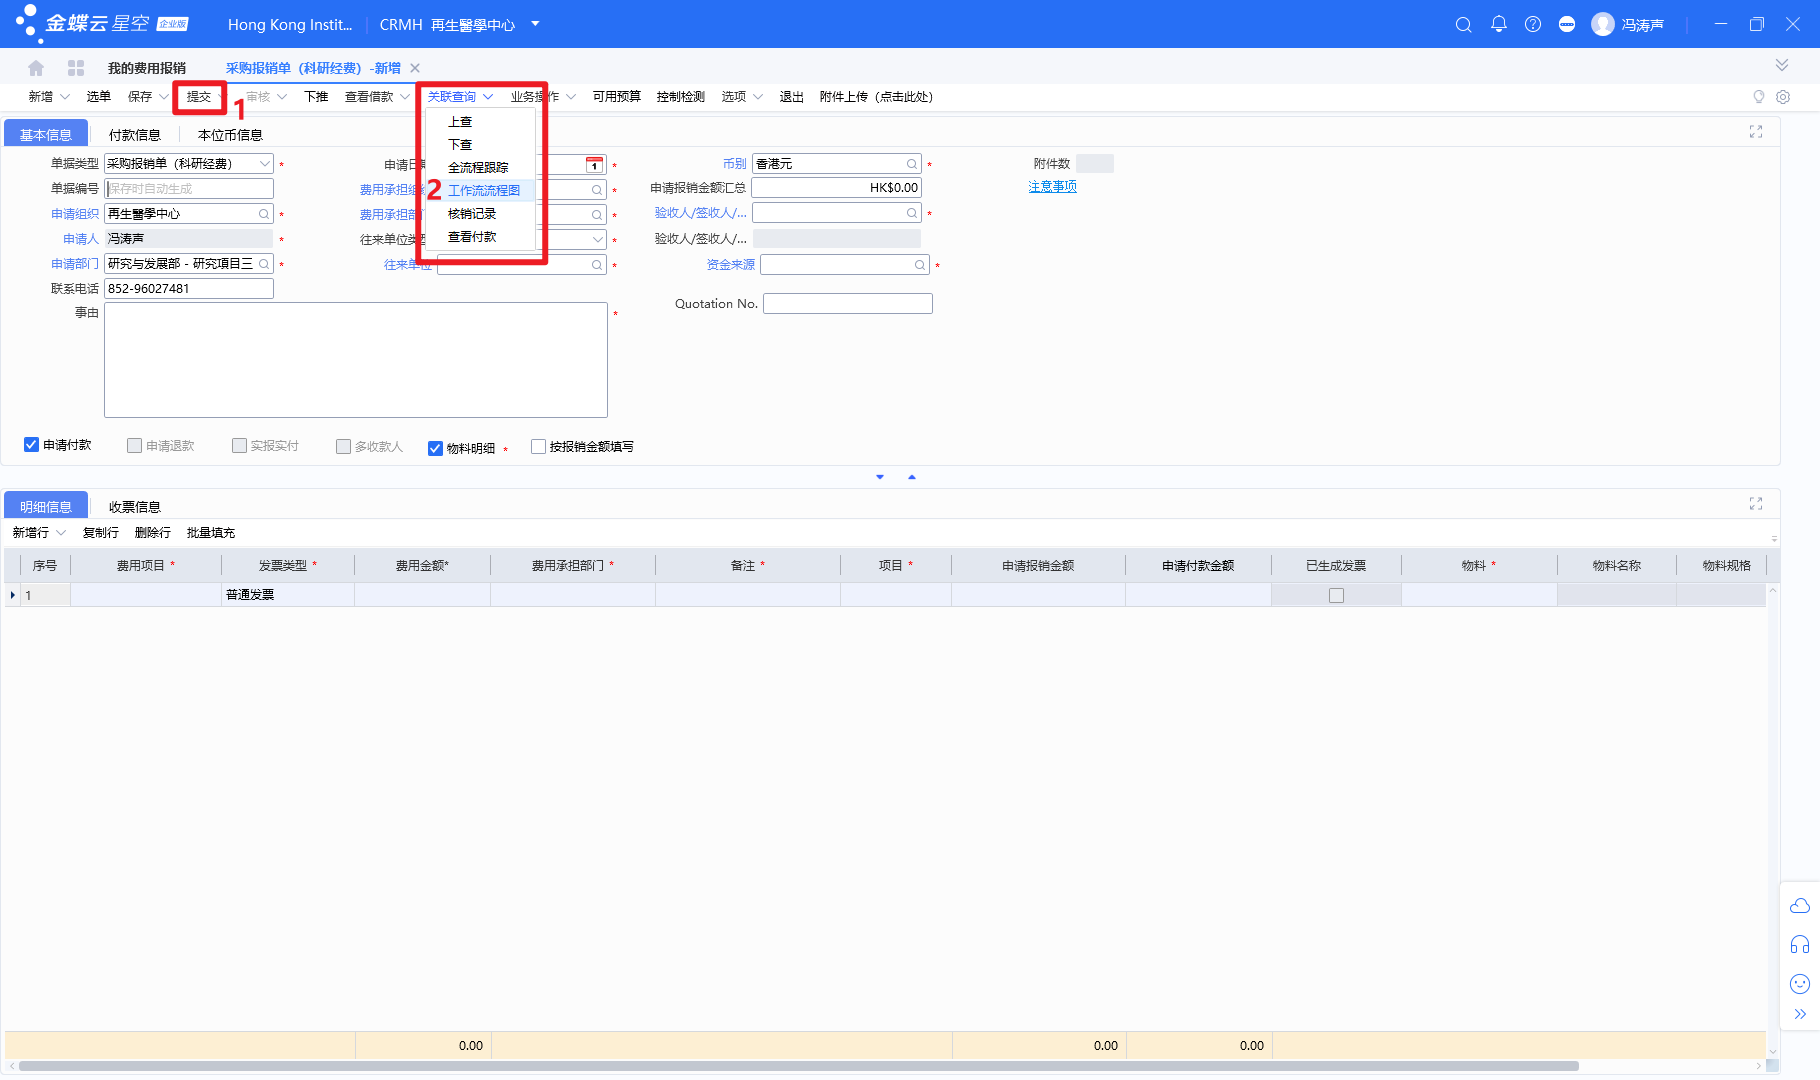 金蝶云 星空 企业版 Hong Kong Instit... CRMH 再生醫學中心 冯涛声
我的费用报销 采购报销单（科研经费）-新增
新增 选单 保存 提交 审核 下推 查看借款 关联查询 业务操作 可用预算 控制检测 选项 退出 附件上传（点击此处）
1
上查
下查
全流程跟踪
2 工作流流程图
核销记录
查看付款
基本信息 付款信息 本位币信息
单据类型 采购报销单（科研经费） * 申请日 1 * 币别 香港元 * 附件数
单据编号 保存时自动生成 费用承担组 * 申请报销金额汇总 HK$0.00 注意事项
申请组织 再生醫學中心 * 费用承担部 * 验收人/签收人/... *
申请人 冯涛声 * 往来单位类 * 验收人/签收人/...
申请部门 研究与发展部 - 研究項目三 * 往来单位 * 资金来源 *
联系电话 852-96027481
事由 * Quotation No.
申请付款 申请退款 实报实付 多收款人 物料明细 * 按报销金额填写
明细信息 收票信息
新增行 复制行 删除行 批量填充
序号 费用项目 * 发票类型 * 费用金额* 费用承担部门 * 备注 * 项目 * 申请报销金额 申请付款金额 已生成发票 物料 * 物料名称 物料规格
1 普通发票
0.00 0.00 0.00